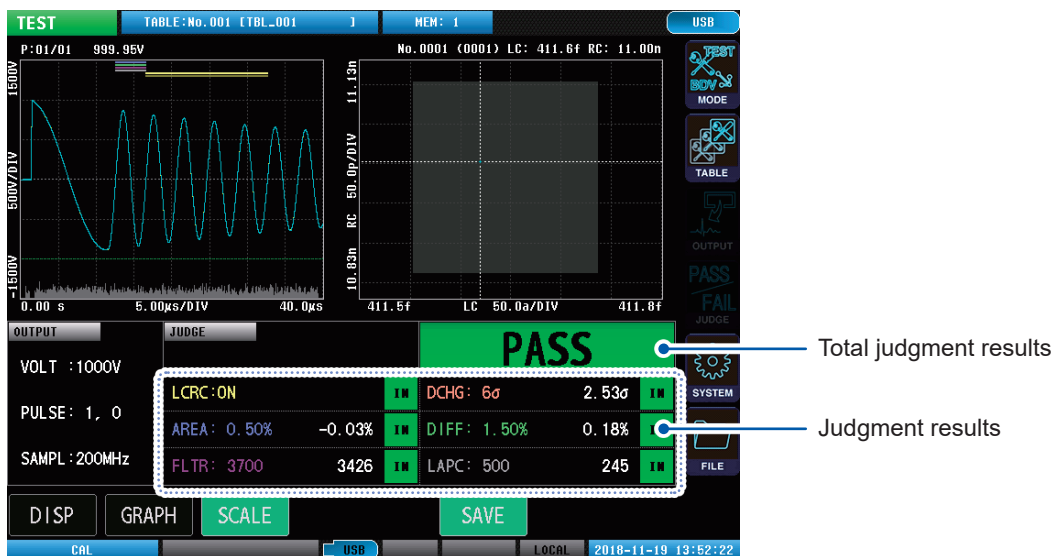 TEST TABLE:No.001 [TBL_001 ] MEM: 1 USB
P:01/01 999.95V
No.0001 (0001) LC: 411.6f RC: 11.00n
1500V
500V/DIV
-1500V
0.00 s 5.00µs/DIV 40.0µs
11.13n
50.0p/DIV
RC
10.83n
411.5f LC 50.0a/DIV 411.8f
TEST
BDV
MODE
TABLE
OUTPUT
PASS
FAIL
JUDGE
SYSTEM
FILE
OUTPUT
VOLT :1000V
PULSE: 1, 0
SAMPL:200MHz
JUDGE
PASS
LCRC:ON IN DCHG: 6σ 2.53σ IN
AREA: 0.50% -0.03% IN DIFF: 1.50% 0.18% I
FLTR: 3700 3426 IN LAPC: 500 245 IN
Total judgment results
Judgment results
DISP GRAPH SCALE SAVE
CAL USB LOCAL 2018-11-19 13:52:22